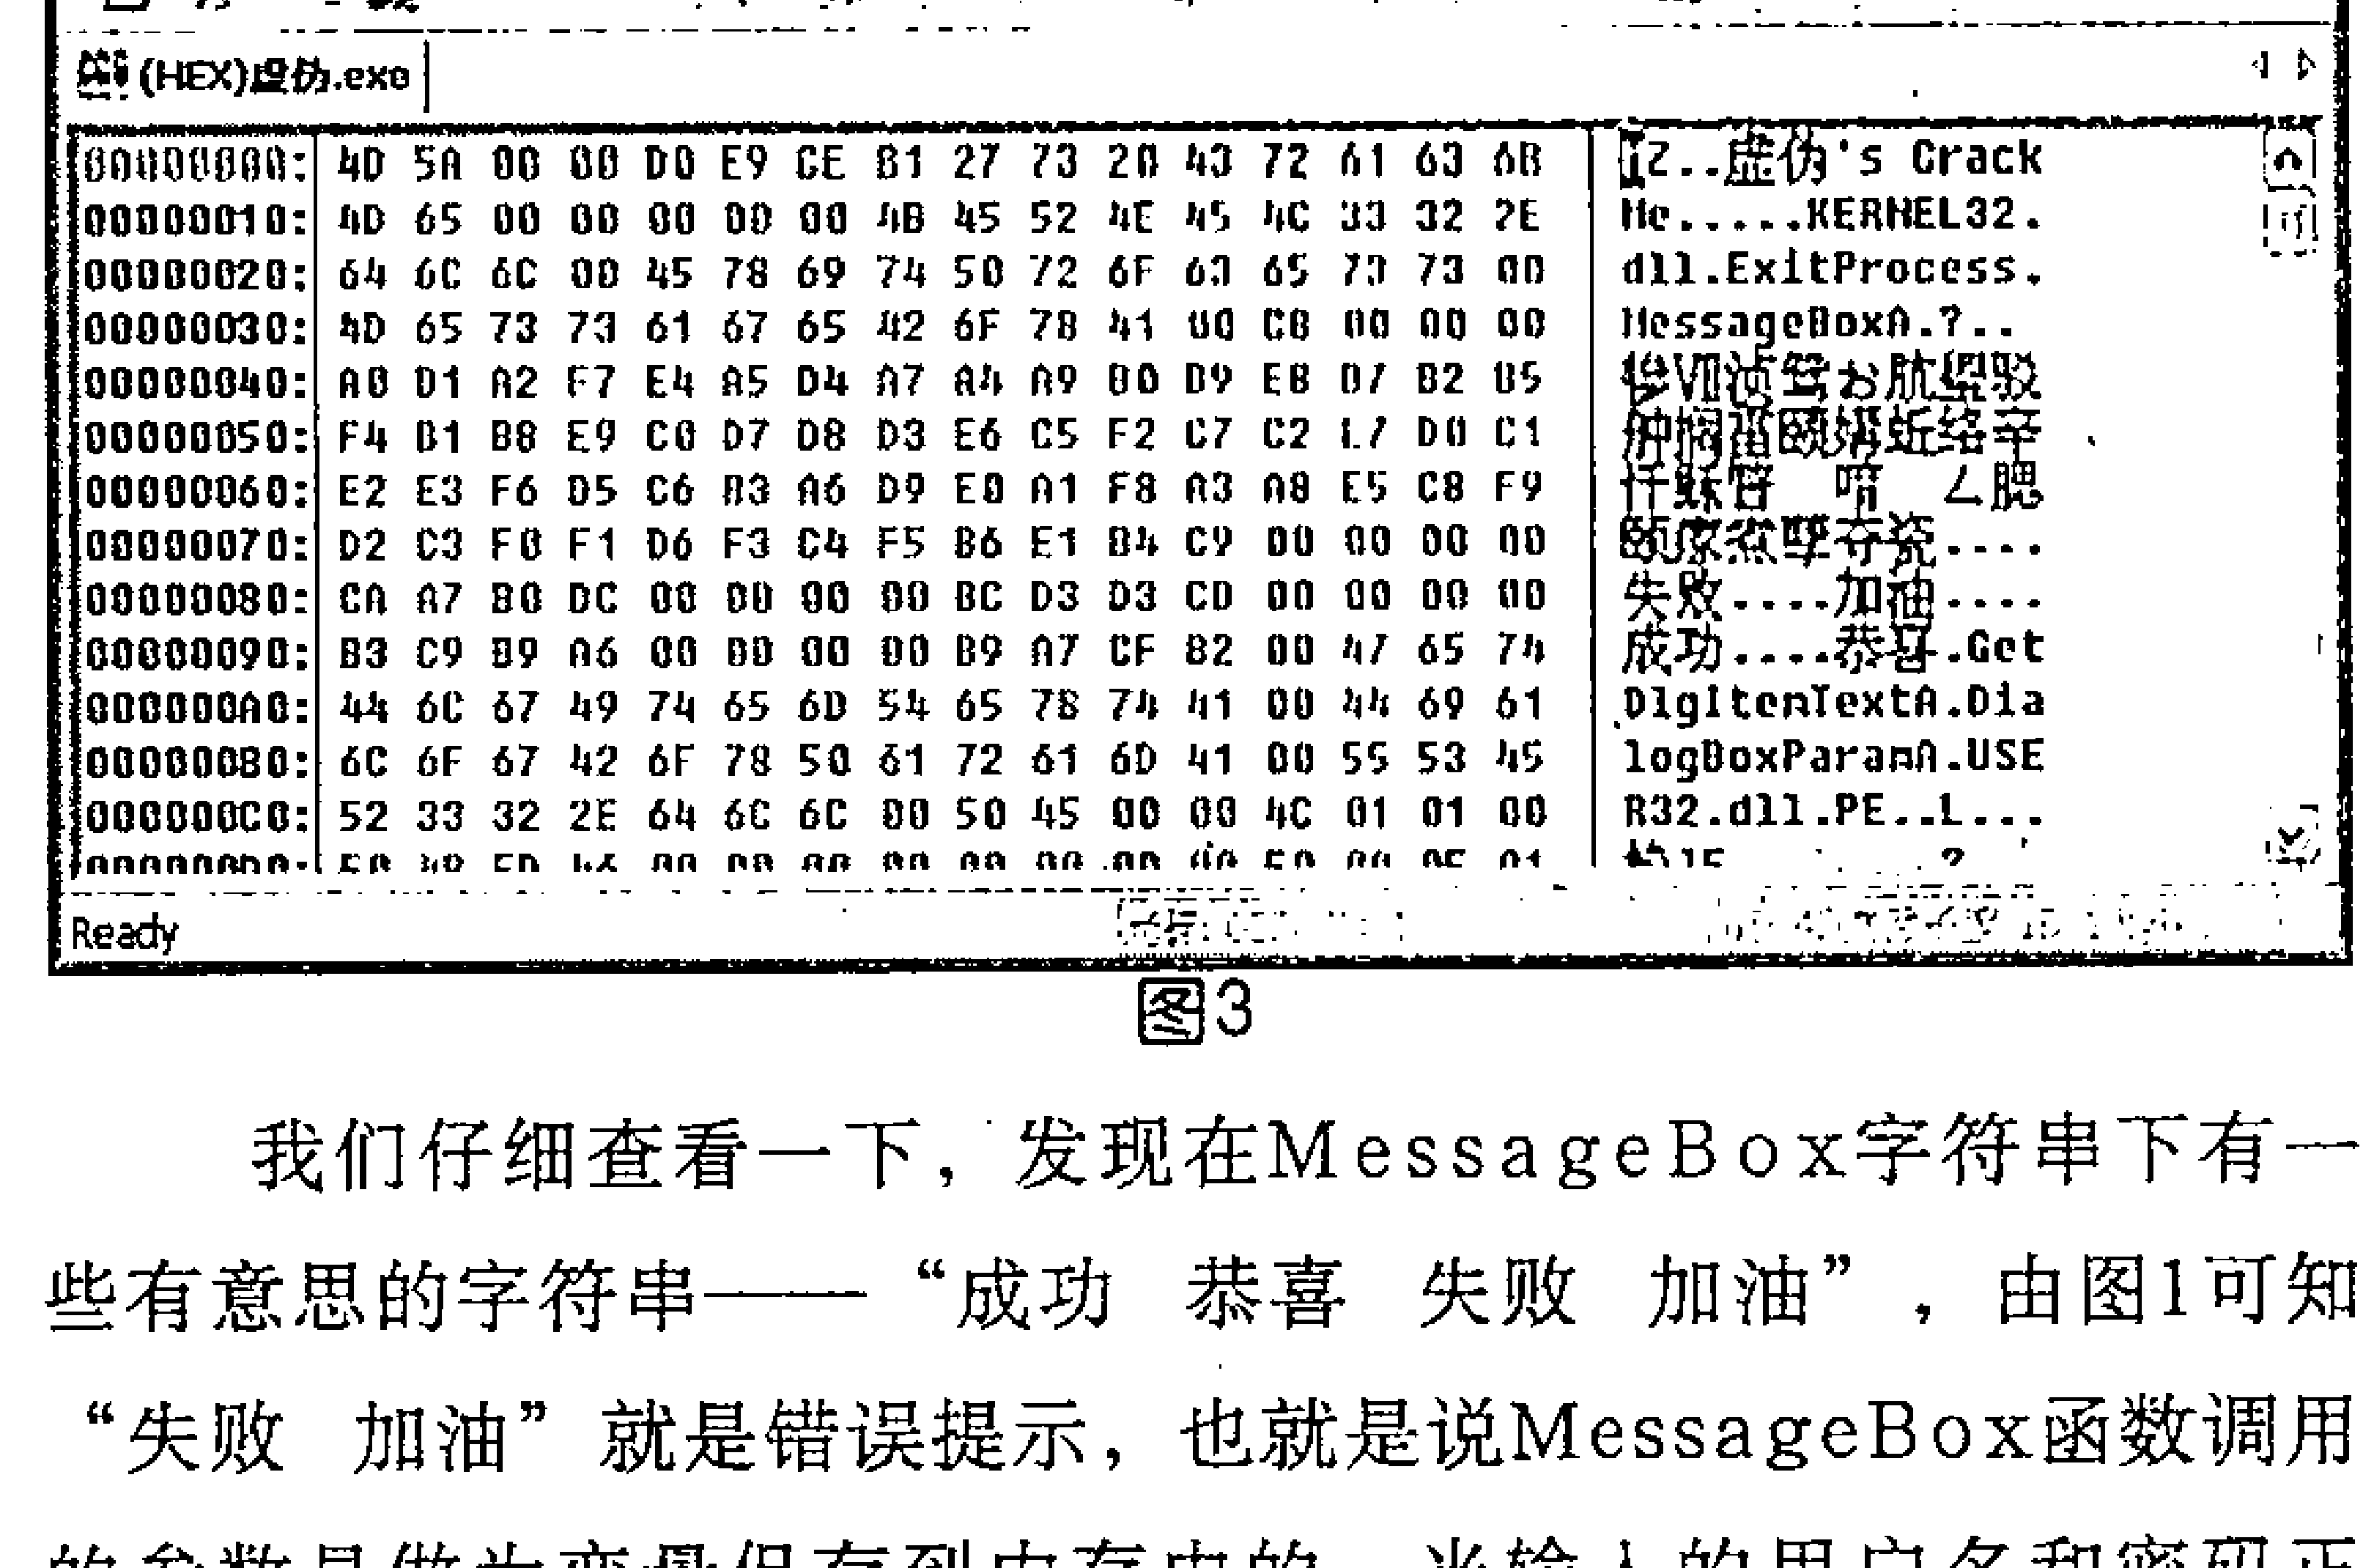 (HEX)虚伪.exe
00000000: 4D 5A 00 00 D0 E9 CE B1 27 73 20 43 72 61 63 6B Z..虚伪's Crack
00000010: 4D 65 00 00 00 00 00 4B 45 52 4E 45 4C 33 32 2E Me.....KERNEL32.
00000020: 64 6C 6C 00 45 78 69 74 50 72 6F 63 65 73 73 00 dll.ExitProcess.
00000030: 4D 65 73 73 61 67 65 42 6F 78 41 00 C8 00 00 00 MessageBoxA.?..
00000040: A0 D1 A2 F7 E4 A5 D4 A7 A4 A9 B0 D9 EB B7 B2 B5
00000050: F4 B1 B8 E9 C0 D7 D8 D3 E6 C5 F2 C7 C2 E7 D0 C1
00000060: E2 E3 F6 D5 C6 B3 A6 D9 E0 A1 F8 A3 A8 E5 C8 F9
00000070: D2 C3 F0 F1 D6 F3 C4 F5 B6 E1 B4 C9 00 00 00 00
00000080: CA A7 B0 DC 00 00 00 00 BC D3 D3 CD 00 00 00 00 失败....加油....
00000090: B3 C9 B9 A6 00 00 00 00 B9 A7 CF B2 00 47 65 74 成功....恭喜.Get
000000A0: 44 6C 67 49 74 65 6D 54 65 78 74 41 00 44 69 61 DlgItemTextA.Dia
000000B0: 6C 6F 67 42 6F 78 50 61 72 61 6D 41 00 55 53 45 logBoxParamA.USE
000000C0: 52 33 32 2E 64 6C 6C 00 50 45 00 00 4C 01 01 00 R32.dll.PE..L...
Ready
图3
我们仔细查看一下，发现在MessageBox字符串下有一
些有意思的字符串——“成功 恭喜 失败 加油”，由图1可知
“失败 加油”就是错误提示，也就是说MessageBox函数调用